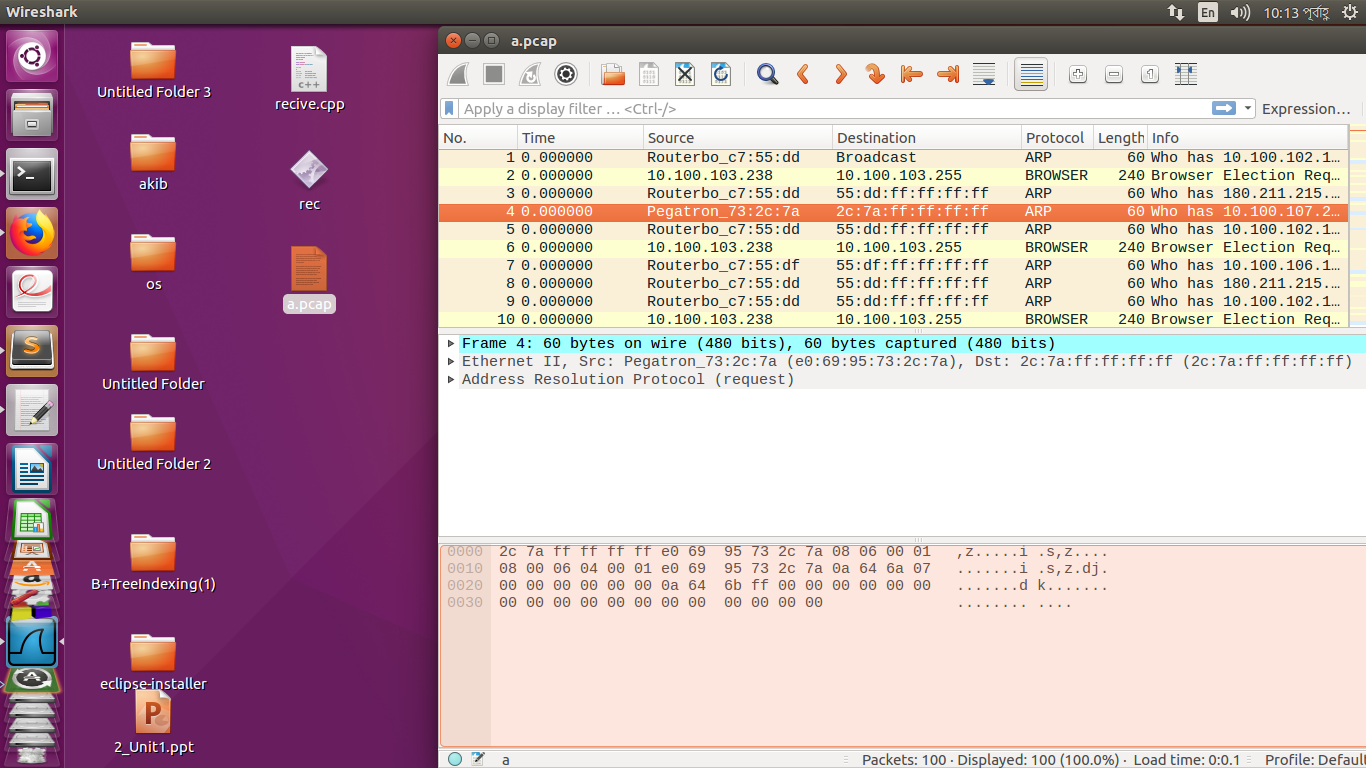 Wireshark
En
10:13 পূর্বাহ্ণ
Untitled Folder 3
recive.cpp
akib
rec
os
a.pcap
Untitled Folder
Untitled Folder 2
B+TreeIndexing(1)
eclipse-installer
2_Unit1.ppt
a.pcap
Apply a display filter … <Ctrl-/>
Expression…
No. Time Source Destination Protocol Length Info
1 0.000000 Routerbo_c7:55:dd Broadcast ARP 60 Who has 10.100.102.1…
2 0.000000 10.100.103.238 10.100.103.255 BROWSER 240 Browser Election Req…
3 0.000000 Routerbo_c7:55:dd 55:dd:ff:ff:ff:ff ARP 60 Who has 180.211.215.…
4 0.000000 Pegatron_73:2c:7a 2c:7a:ff:ff:ff:ff ARP 60 Who has 10.100.107.2…
5 0.000000 Routerbo_c7:55:dd 55:dd:ff:ff:ff:ff ARP 60 Who has 10.100.102.1…
6 0.000000 10.100.103.238 10.100.103.255 BROWSER 240 Browser Election Req…
7 0.000000 Routerbo_c7:55:df 55:df:ff:ff:ff:ff ARP 60 Who has 10.100.106.1…
8 0.000000 Routerbo_c7:55:dd 55:dd:ff:ff:ff:ff ARP 60 Who has 180.211.215.…
9 0.000000 Routerbo_c7:55:dd 55:dd:ff:ff:ff:ff ARP 60 Who has 10.100.102.1…
10 0.000000 10.100.103.238 10.100.103.255 BROWSER 240 Browser Election Req…
Frame 4: 60 bytes on wire (480 bits), 60 bytes captured (480 bits)
Ethernet II, Src: Pegatron_73:2c:7a (e0:69:95:73:2c:7a), Dst: 2c:7a:ff:ff:ff:ff (2c:7a:ff:ff:ff:ff)
Address Resolution Protocol (request)
0000 2c 7a ff ff ff ff e0 69 95 73 2c 7a 08 06 00 01 ,z.....i .s,z....
0010 08 00 06 04 00 01 e0 69 95 73 2c 7a 0a 64 6a 07 .......i .s,z.dj.
0020 00 00 00 00 00 00 0a 64 6b ff 00 00 00 00 00 00 .......d k.......
0030 00 00 00 00 00 00 00 00 00 00 00 00 ........ ....
a
Packets: 100 · Displayed: 100 (100.0%) · Load time: 0:0.1
Profile: Default